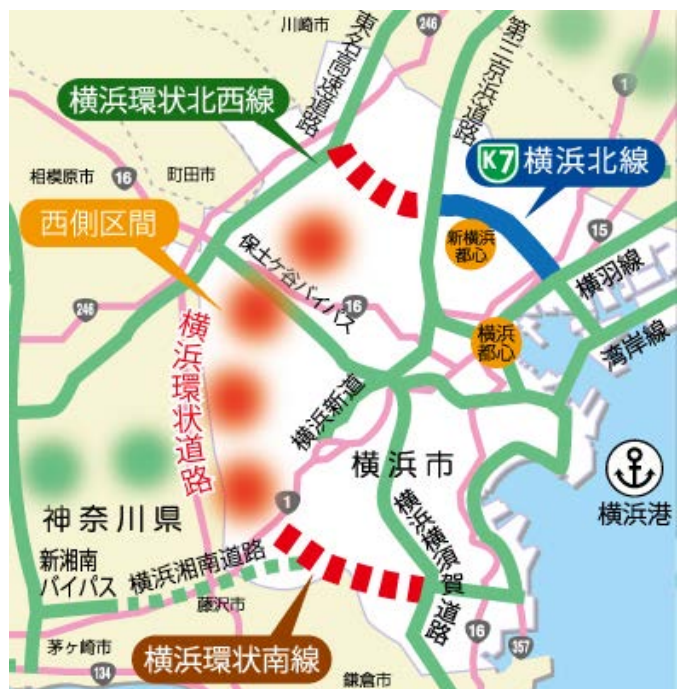 川崎市
246
東名高速道路
第三京浜道路
1
横浜環状北西線
K7 横浜北線
相模原市
16
町田市
西側区間
新横浜
都心
15
保土ケ谷バイパス
16
横羽線
246
横浜
都心
湾岸線
横浜環状道路
横浜新道
横浜市
横浜港
1
神奈川県
横浜横須賀道路
新湘南
バイパス
横浜湘南道路
藤沢市
茅ヶ崎市
横浜環状南線
16
357
134
鎌倉市